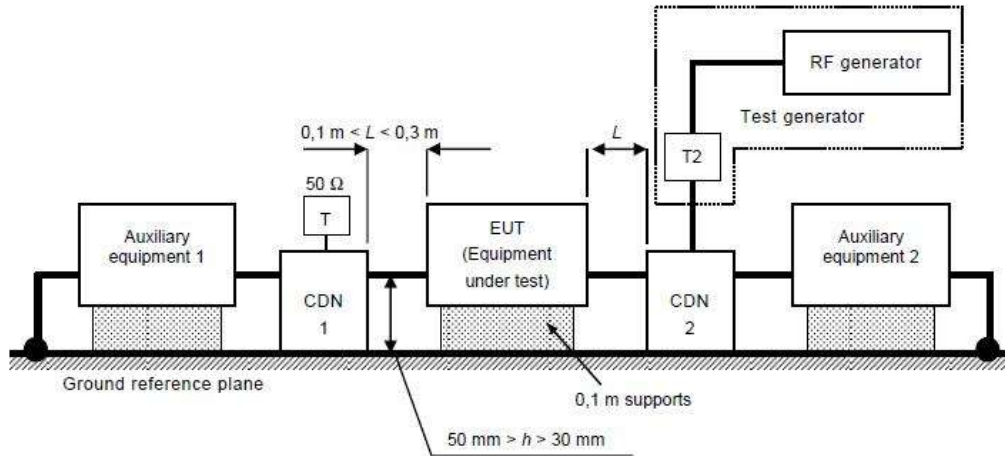 RF generator
Test generator
0,1 m < L < 0,3 m
L
T2
50 Ω
T
Auxiliary
equipment 1
EUT
(Equipment
under test)
Auxiliary
equipment 2
CDN
1
CDN
2
Ground reference plane
0,1 m supports
50 mm > h > 30 mm